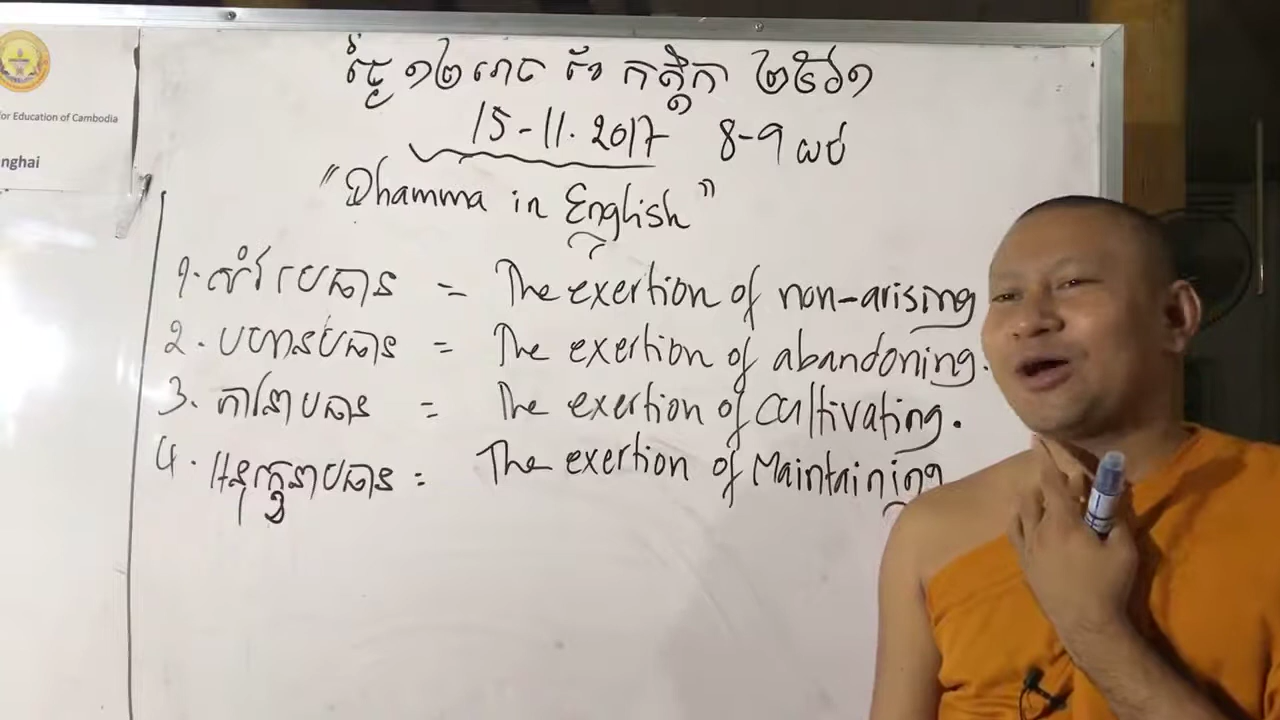 for Education of Cambodia
nghai
ថ្ងៃ ១២ រោច ខែ កត្តិក ២៥៦១
15-11.2017 8-9 យប់
"Dhamma in English"
១. សំវរបធាន = The exertion of non-arising
2. បហានប្បធាន = The exertion of abandoning.
3. ភាវនាបធាន = The exertion of cultivating.
4. អនុរក្ខនាបធាន = The exertion of Maintaining